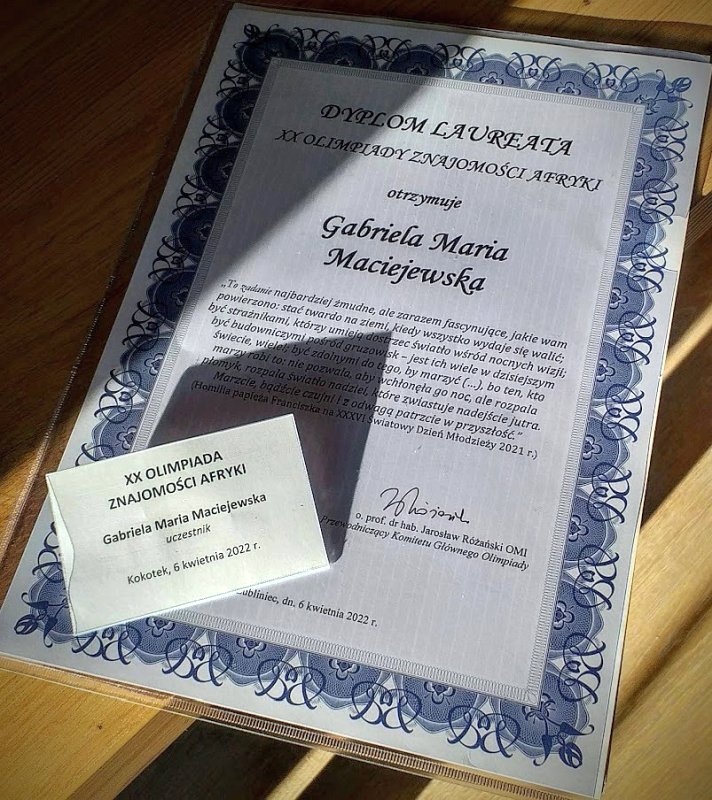 DYPLOM LAUREATA
XX OLIMPIADY ZNAJOMOŚCI AFRYKI
otrzymuje
Gabriela Maria
Maciejewska
„To zadanie najbardziej żmudne, ale zarazem fascynujące, jakie wam
powierzono: stać twardo na ziemi, kiedy wszystko wydaje się walić;
być strażnikami, którzy umieją dostrzec światło wśród nocnych wizji;
być budowniczymi pośród gruzowisk – jest ich wiele w dzisiejszym
świecie, wiele!; być zdolnymi do tego, by marzyć (...), bo ten, kto
marzy robi to: nie pozwala, aby wchłonęła go noc, ale rozpala
płomyk, rozpala światło nadziei, które zwiastuje nadejście jutra.
Marzcie, bądźcie czujni i z odwagą patrzcie w przyszłość.”
(Homilia papieża Franciszka na XXXVI Światowy Dzień Młodzieży 2021 r.)
o. prof. dr hab. Jarosław Różański OMI
Przewodniczący Komitetu Głównego Olimpiady
Lubliniec, dn. 6 kwietnia 2022 r.
XX OLIMPIADA
ZNAJOMOŚCI AFRYKI
Gabriela Maria Maciejewska
uczestnik
Kokotek, 6 kwietnia 2022 r.